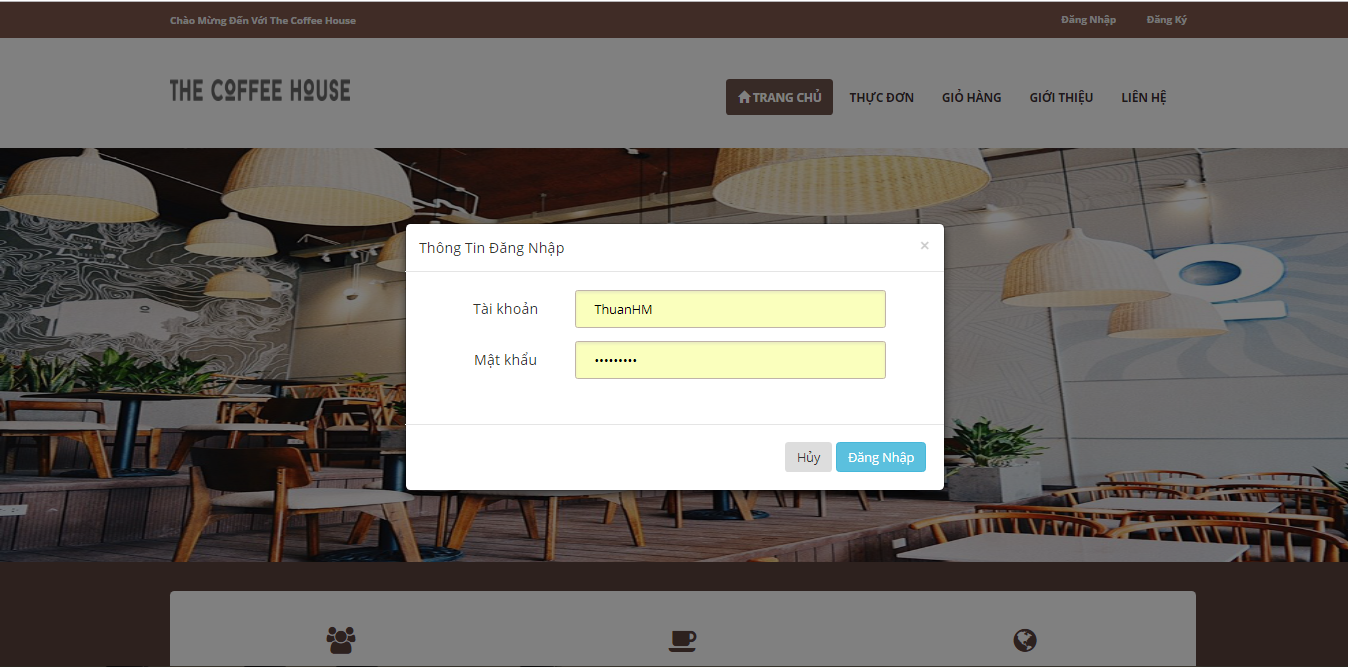 Chào Mừng Đến Với The Coffee House
Đăng Nhập Đăng Ký
THE COFFEE HOUSE
TRANG CHỦ THỰC ĐƠN GIỎ HÀNG GIỚI THIỆU LIÊN HỆ
Thông Tin Đăng Nhập ×
Tài khoản ThuanHM
Mật khẩu •••••••••
Hủy Đăng Nhập